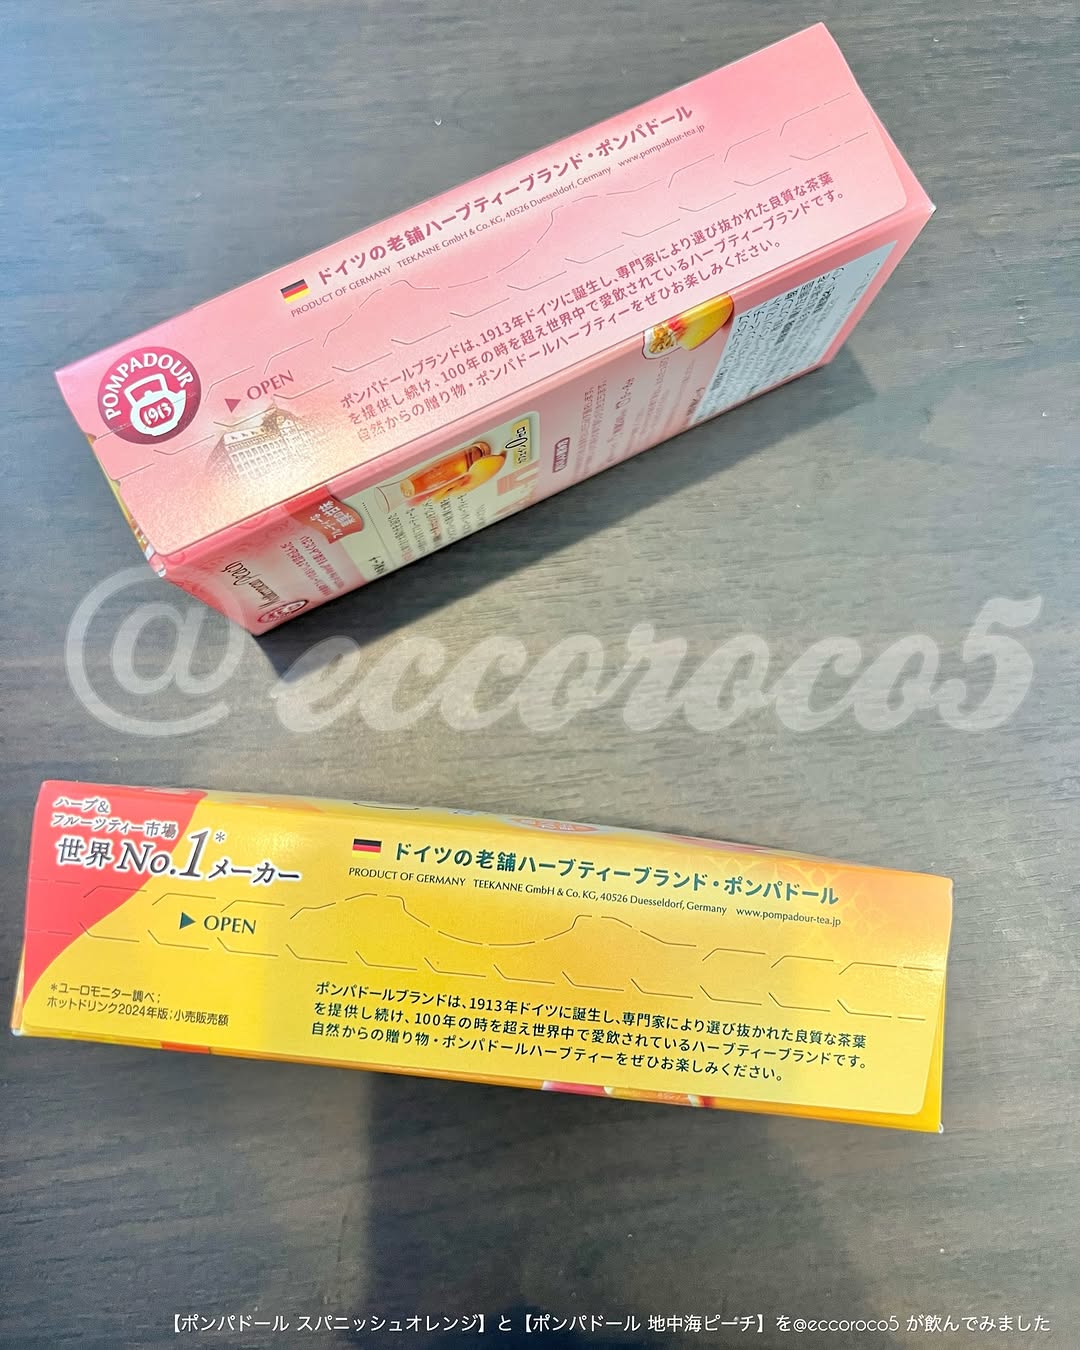 ドイツの老舗ハーブティーブランド・ポンパドール
PRODUCT OF GERMANY TEEKANNE GmbH & Co. KG, 40526 Duesseldorf, Germany www.pompadour-tea.jp
POMPADOUR
1913
▶ OPEN
ポンパドールブランドは、1913年ドイツに誕生し、専門家により選び抜かれた良質な茶葉
を提供し続け、100年の時を超え世界中で愛飲されているハーブティーブランドです。
自然からの贈り物・ポンパドールハーブティーをぜひお楽しみください。
@eccoroco5
ハーブ&
フルーツティー市場
世界No.1*メーカー
ドイツの老舗ハーブティーブランド・ポンパドール
PRODUCT OF GERMANY TEEKANNE GmbH & Co. KG, 40526 Duesseldorf, Germany www.pompadour-tea.jp
▶ OPEN
*ユーロモニター調べ;
ホットドリンク2024年版;小売販売額
ポンパドールブランドは、1913年ドイツに誕生し、専門家により選び抜かれた良質な茶葉
を提供し続け、100年の時を超え世界中で愛飲されているハーブティーブランドです。
自然からの贈り物・ポンパドールハーブティーをぜひお楽しみください。
【ポンパドール スパニッシュオレンジ】と【ポンパドール 地中海ピーチ】を@eccoroco5 が飲んでみました